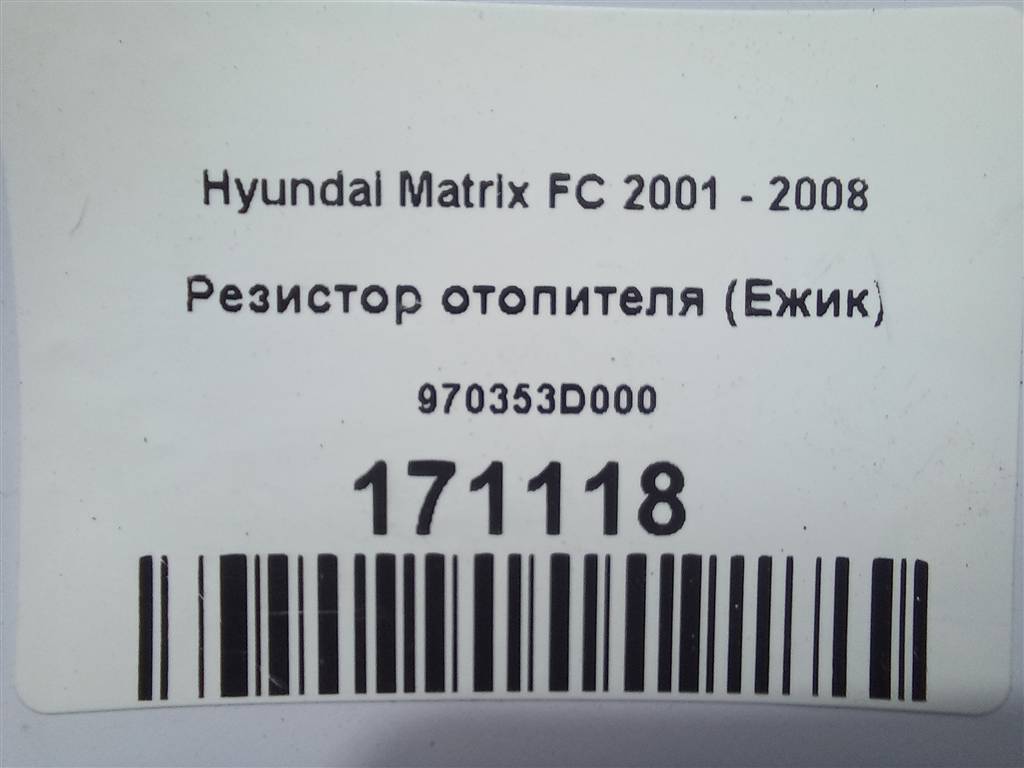 Hyundai Matrix FC 2001 - 2008
Резистор отопителя (Ежик)
970353D000
171118